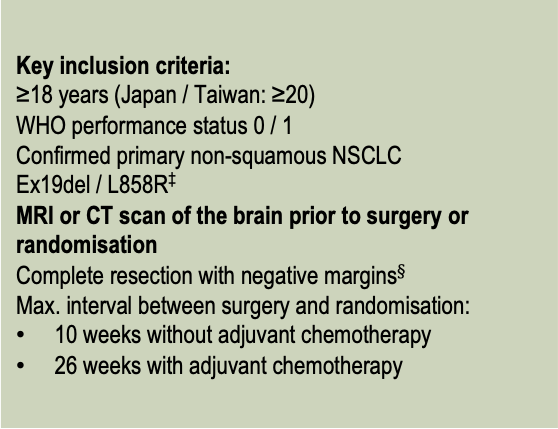 Key inclusion criteria:
≥18 years (Japan / Taiwan: ≥20)
WHO performance status 0 / 1
Confirmed primary non-squamous NSCLC
Ex19del / L858R‡
MRI or CT scan of the brain prior to surgery or
randomisation
Complete resection with negative margins§
Max. interval between surgery and randomisation:
• 10 weeks without adjuvant chemotherapy
• 26 weeks with adjuvant chemotherapy